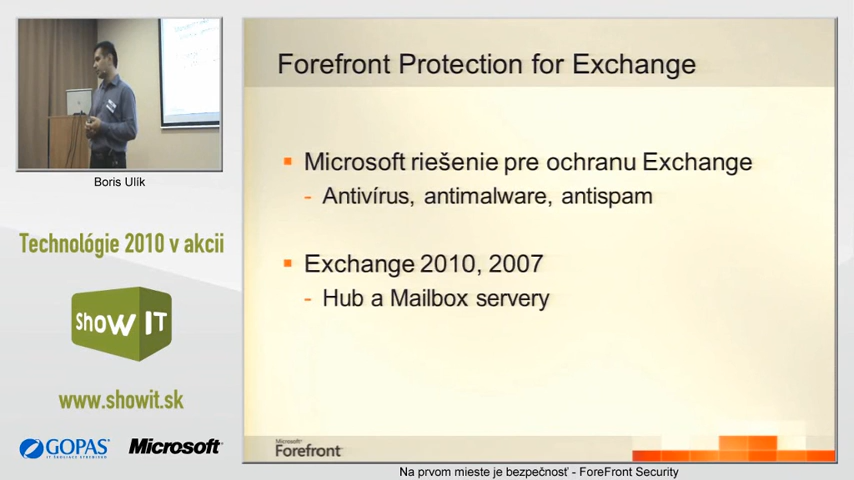 Forefront Protection for Exchange
Microsoft riešenie pre ochranu Exchange
- Antivírus, antimalware, antispam
Exchange 2010, 2007
- Hub a Mailbox servery
Microsoft
Forefront
Boris Ulík
Technológie 2010 v akcii
ShoW IT
www.showit.sk
GOPAS
Microsoft
Na prvom mieste je bezpečnosť - ForeFront Security